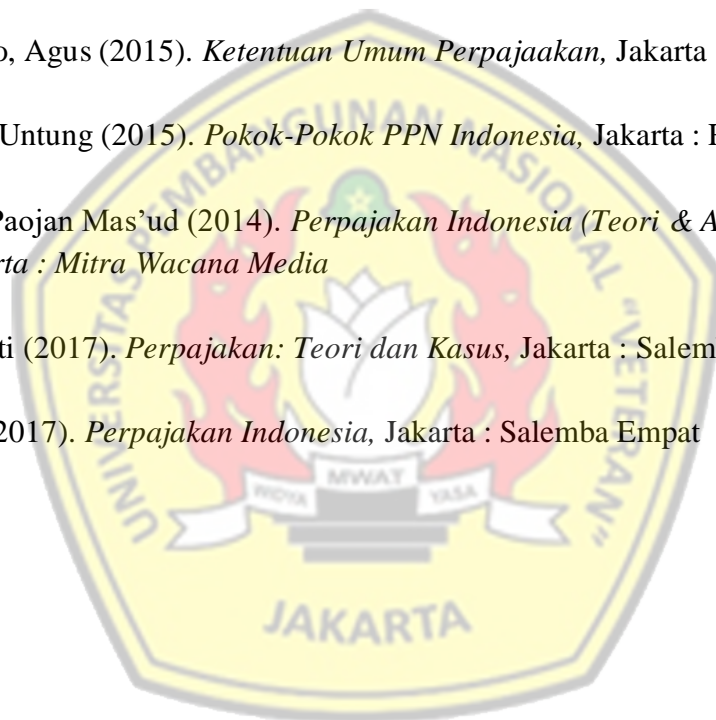 o, Agus (2015). Ketentuan Umum Perpajaakan, Jakarta
Untung (2015). Pokok-Pokok PPN Indonesia, Jakarta :
Paojan Mas’ud (2014). Perpajakan Indonesia (Teori & A
rta : Mitra Wacana Media
ti (2017). Perpajakan: Teori dan Kasus, Jakarta : Salem
2017). Perpajakan Indonesia, Jakarta : Salemba Empat
UNIVERSITAS PEMBANGUNAN NASIONAL “VETERAN”
WIDYA MWAT YASA
JAKARTA